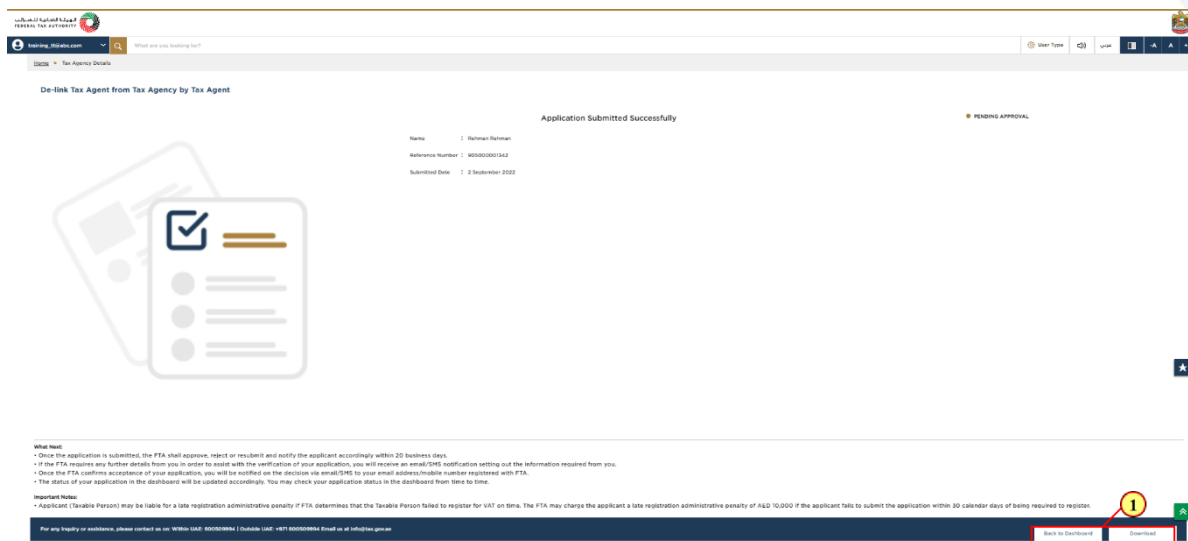 الهيئة الاتحادية للضرائب
FEDERAL TAX AUTHORITY
training_tt@abc.com
What are you looking for?
User Type
عربي
-A A +
Home
Tax Agency Details
De-link Tax Agent from Tax Agency by Tax Agent
Application Submitted Successfully
PENDING APPROVAL
Name : Rehman Rehman
Reference Number : 905000001342
Submitted Date : 2 September 2022
What Next:
• Once the application is submitted, the FTA shall approve, reject or resubmit and notify the applicant accordingly within 20 business days.
• If the FTA requires any further details from you in order to assist with the verification of your application, you will receive an email/SMS notification setting out the information required from you.
• Once the FTA confirms acceptance of your application, you will be notified on the decision via email/SMS to your email address/mobile number registered with FTA.
• The status of your application in the dashboard will be updated accordingly. You may check your application status in the dashboard from time to time.
Important Notes:
• Applicant (Taxable Person) may be liable for a late registration administrative penalty if FTA determines that the Taxable Person failed to register for VAT on time. The FTA may charge the applicant a late registration administrative penalty of AED 10,000 if the applicant fails to submit the application within 30 calendar days of being required to register.
1
For any Inquiry or assistance, please contact us on: Within UAE: 600509994 | Outside UAE: +971 600509994 Email us at info@tax.gov.ae
Back to Dashboard
Download